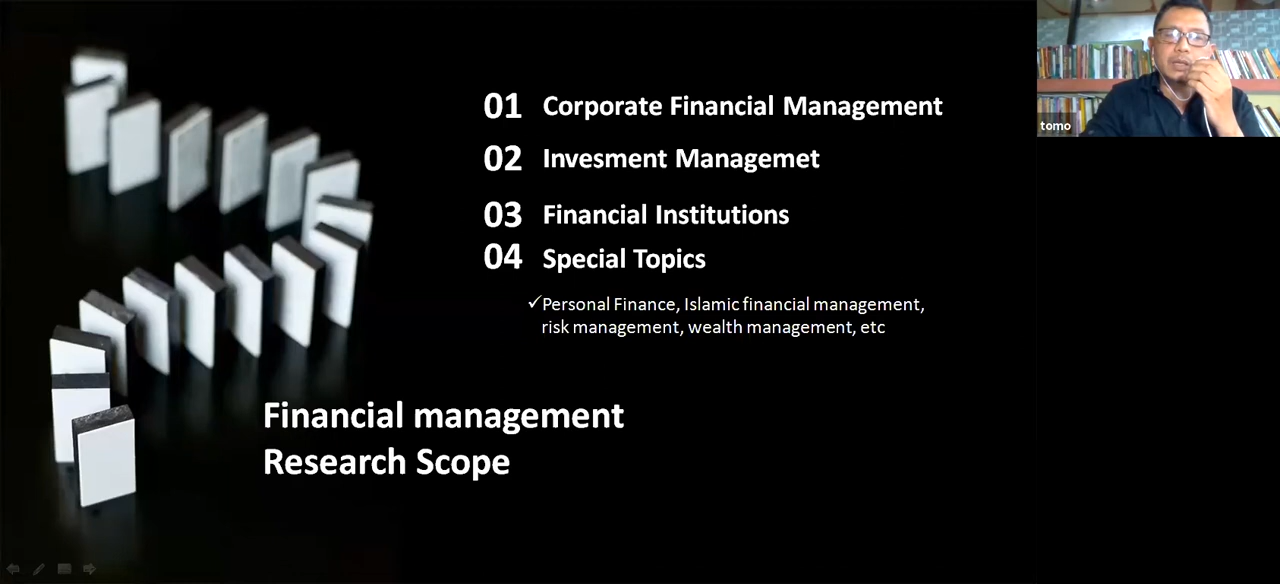 01 Corporate Financial Management
02 Invesment Managemet
03 Financial Institutions
04 Special Topics
✓Personal Finance, Islamic financial management,
risk management, wealth management, etc
Financial management
Research Scope
tomo